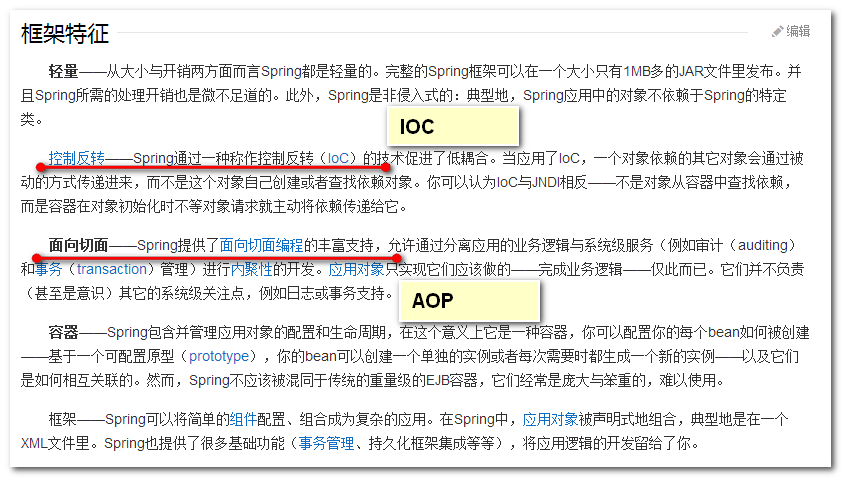 框架特征
编辑
轻量——从大小与开销两方面而言Spring都是轻量的。完整的Spring框架可以在一个大小只有1MB多的JAR文件里发布。并
且Spring所需的处理开销也是微不足道的。此外，Spring是非侵入式的：典型地，Spring应用中的对象不依赖于Spring的特定
类。
IOC
控制反转——Spring通过一种称作控制反转（IoC）的技术促进了低耦合。当应用了IoC，一个对象依赖的其它对象会通过被
动的方式传递进来，而不是这个对象自己创建或者查找依赖对象。你可以认为IoC与JNDI相反——不是对象从容器中查找依赖，
而是容器在对象初始化时不等对象请求就主动将依赖传递给它。
面向切面——Spring提供了面向切面编程的丰富支持，允许通过分离应用的业务逻辑与系统级服务（例如审计（auditing）
和事务（transaction）管理）进行内聚性的开发。应用对象只实现它们应该做的——完成业务逻辑——仅此而已。它们并不负责
（甚至是意识）其它的系统级关注点，例如日志或事务支持。
AOP
容器——Spring包含并管理应用对象的配置和生命周期，在这个意义上它是一种容器，你可以配置你的每个bean如何被创建
——基于一个可配置原型（prototype），你的bean可以创建一个单独的实例或者每次需要时都生成一个新的实例——以及它们
是如何相互关联的。然而，Spring不应该被混同于传统的重量级的EJB容器，它们经常是庞大与笨重的，难以使用。
框架——Spring可以将简单的组件配置、组合成为复杂的应用。在Spring中，应用对象被声明式地组合，典型地是在一个
XML文件里。Spring也提供了很多基础功能（事务管理、持久化框架集成等等），将应用逻辑的开发留给了你。